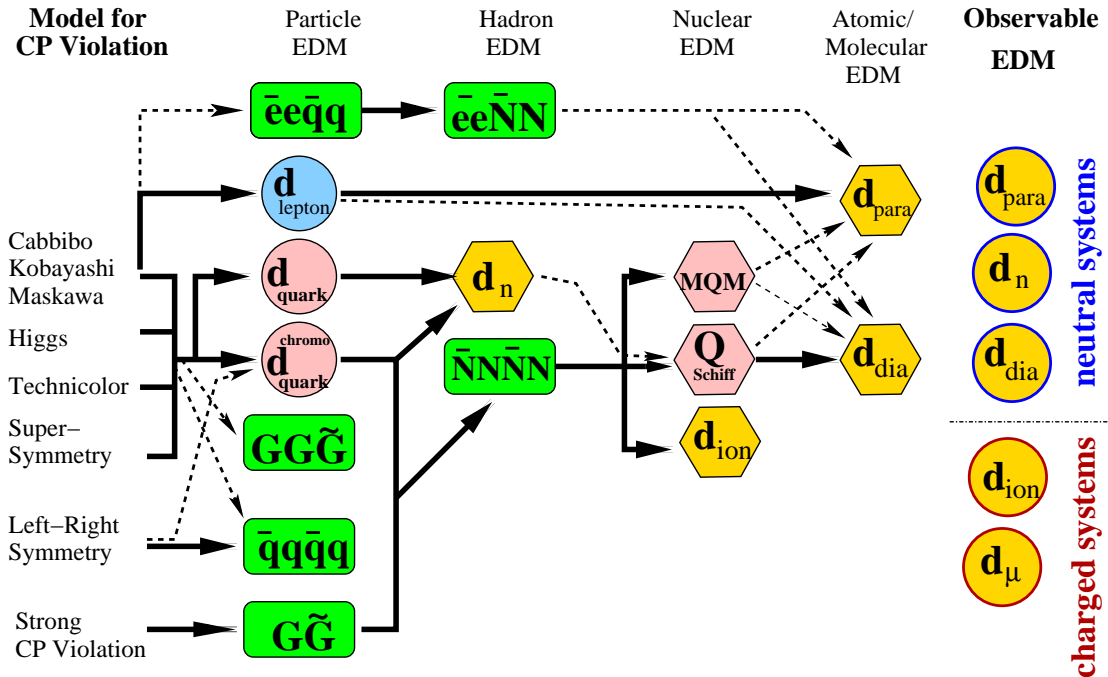 Model for
CP Violation
Particle
EDM
Hadron
EDM
Nuclear
EDM
Atomic/
Molecular
EDM
Observable
EDM
ēeq̄q
ēeN̄N
d lepton
d para
d para
Cabbibo
Kobayashi
Maskawa
d quark
d n
MQM
d n
Higgs
d chromo quark
N̄NN̄N
Q Schiff
d dia
d dia
neutral systems
Technicolor
Super−
Symmetry
GGG̃
d ion
d ion
Left−Right
Symmetry
q̄qq̄q
d μ
charged systems
Strong
CP Violation
GG̃